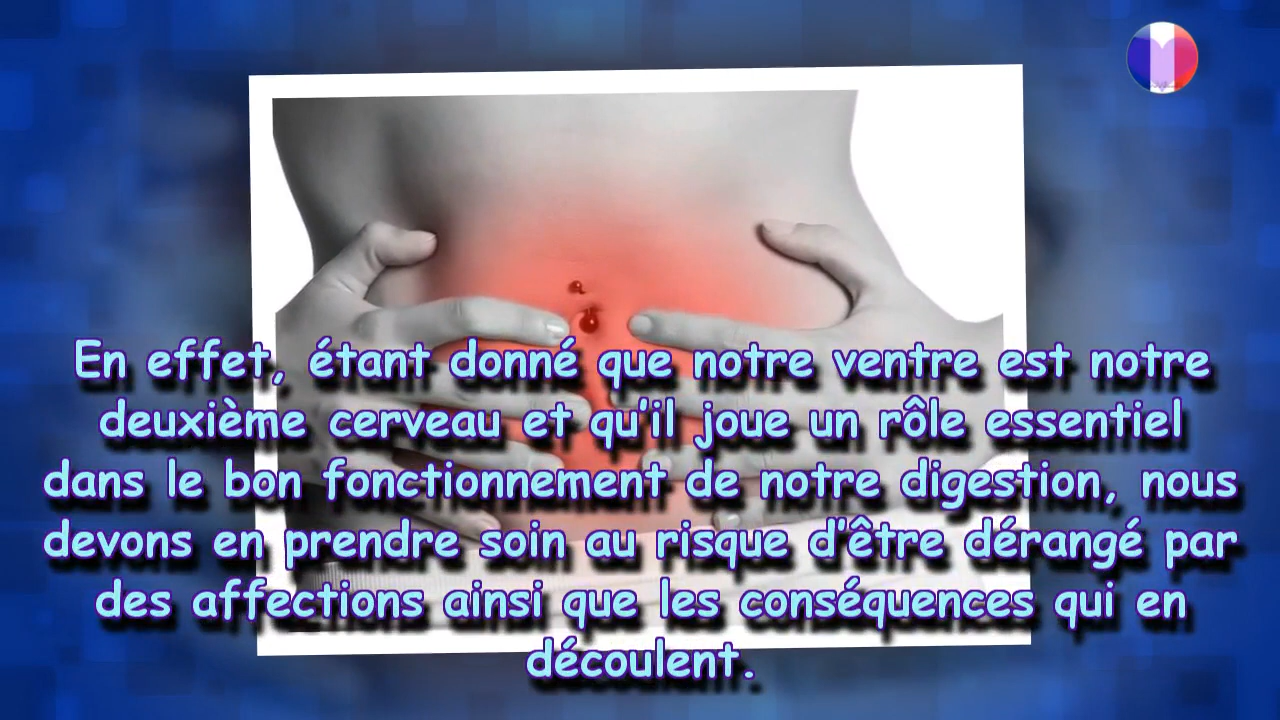 En effet, étant donné que notre ventre est notre
deuxième cerveau et qu'il joue un rôle essentiel
dans le bon fonctionnement de notre digestion, nous
devons en prendre soin au risque d'être dérangé par
des affections ainsi que les conséquences qui en
découlent.